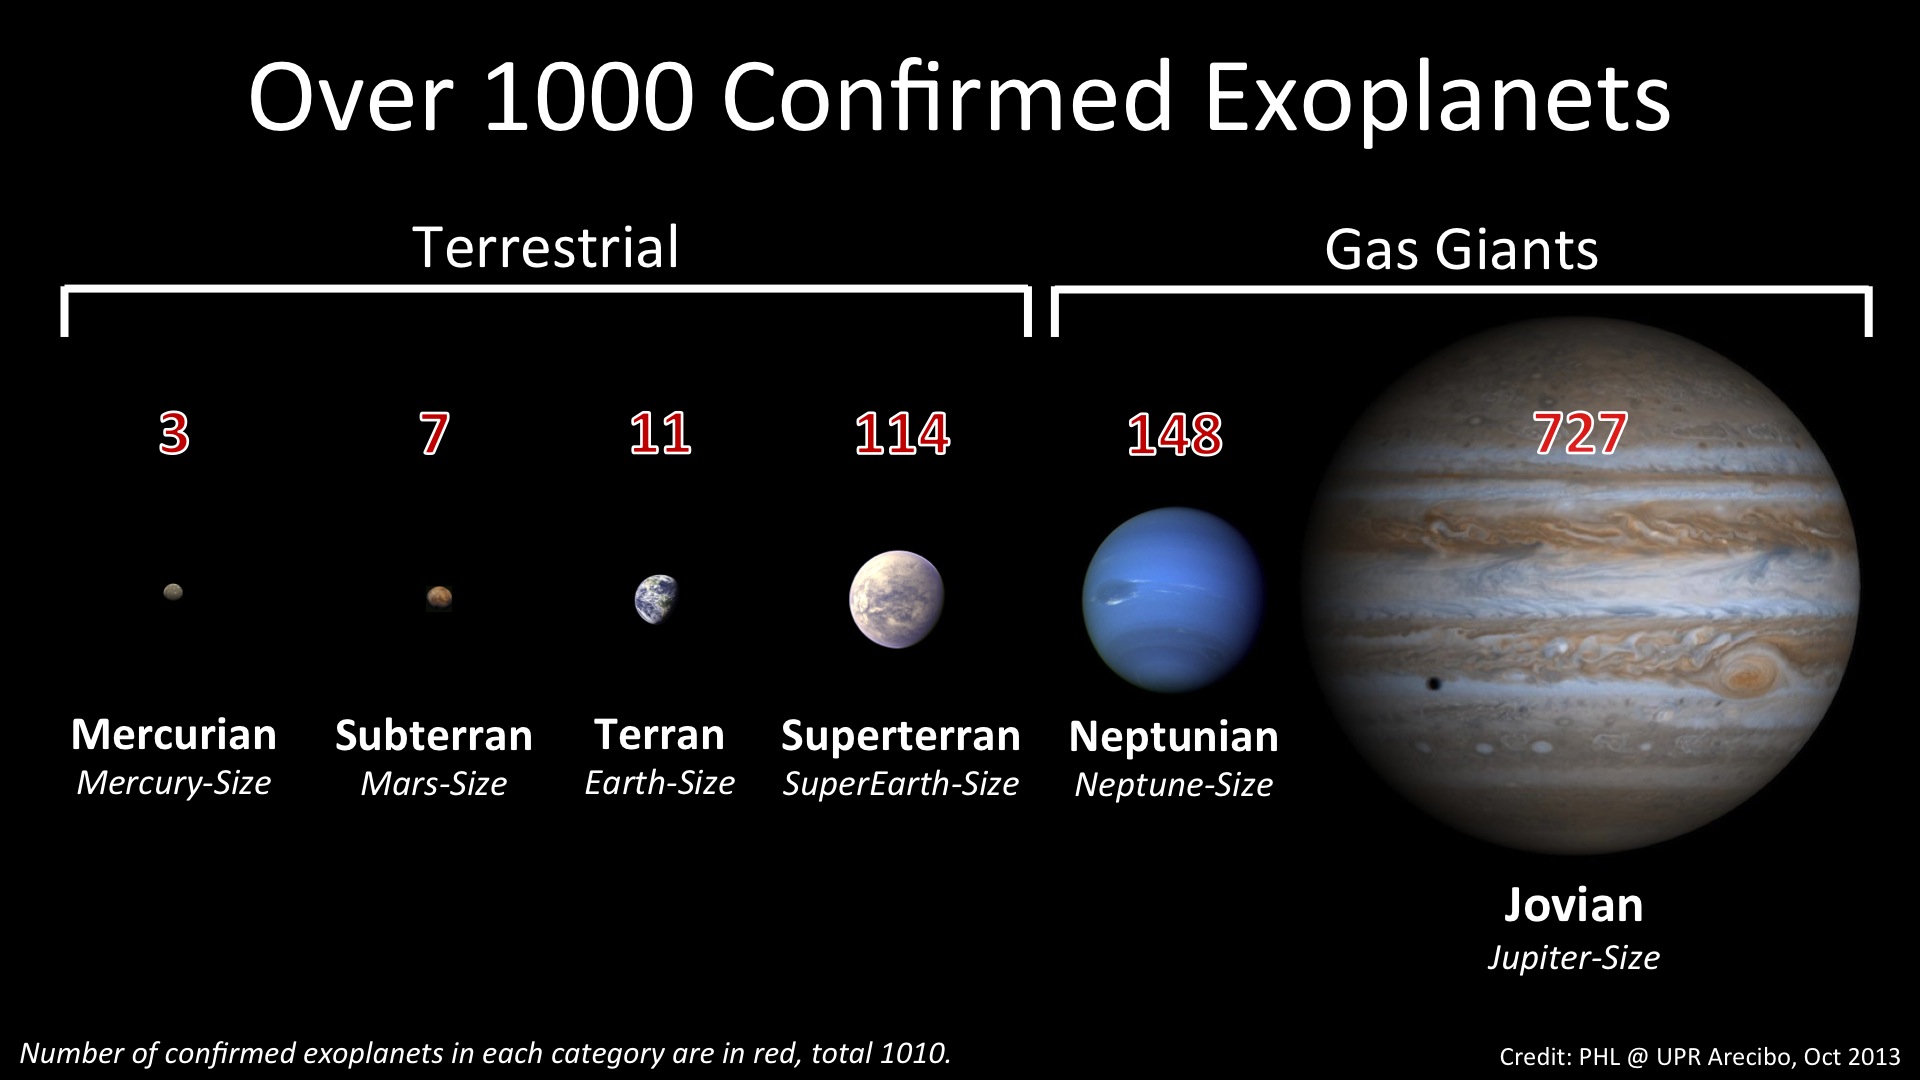 Over 1000 Confirmed Exoplanets
Terrestrial
Gas Giants
3
7
11
114
148
727
Mercurian
Mercury-Size
Subterran
Mars-Size
Terran
Earth-Size
Superterran
SuperEarth-Size
Neptunian
Neptune-Size
Jovian
Jupiter-Size
Number of confirmed exoplanets in each category are in red, total 1010.
Credit: PHL @ UPR Arecibo, Oct 2013